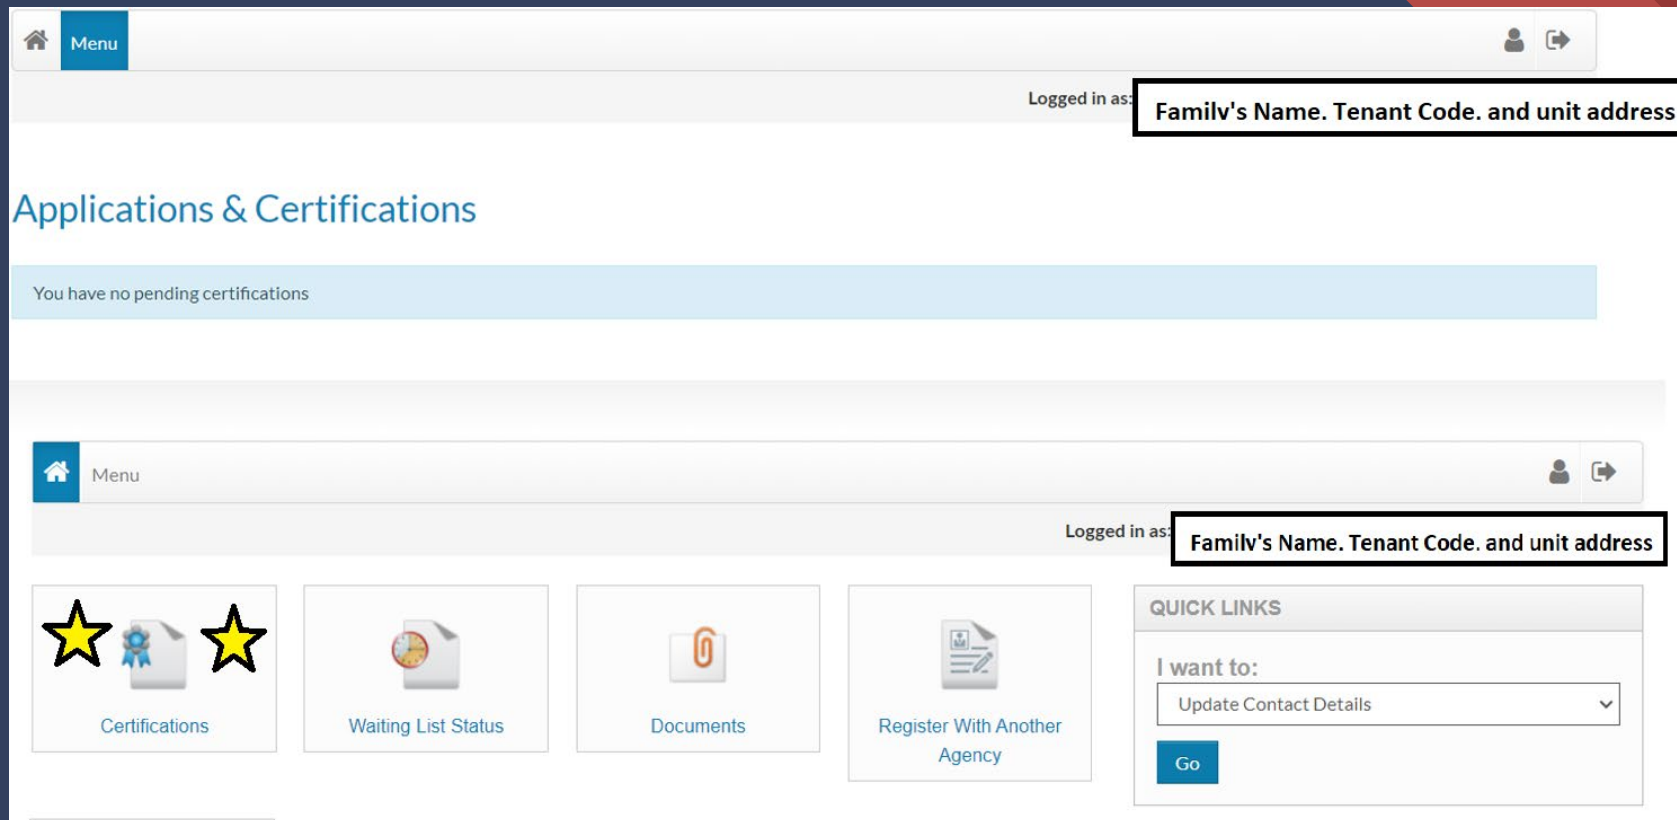 Menu
Logged in as:
Family's Name. Tenant Code. and unit address
Applications & Certifications
You have no pending certifications
Menu
Logged in as:
Family's Name. Tenant Code. and unit address
Certifications
Waiting List Status
Documents
Register With Another
Agency
QUICK LINKS
I want to:
Update Contact Details
Go